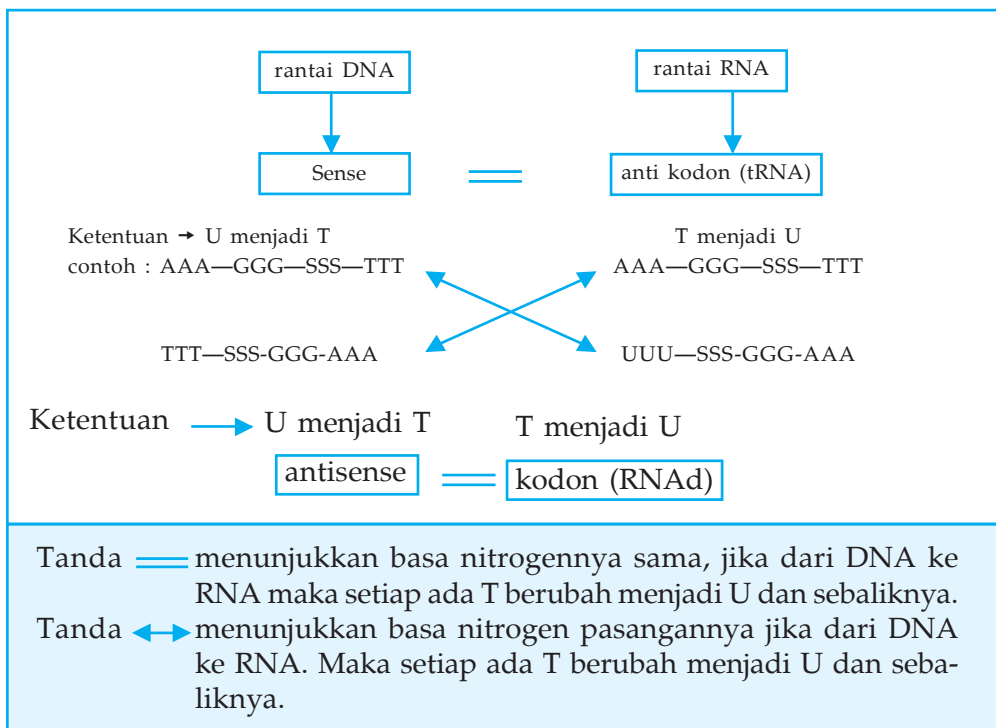 rantai DNA
rantai RNA
Sense
anti kodon (tRNA)
Ketentuan → U menjadi T
T menjadi U
contoh : AAA—GGG—SSS—TTT
AAA—GGG—SSS—TTT
TTT—SSS-GGG-AAA
UUU—SSS-GGG-AAA
Ketentuan → U menjadi T
T menjadi U
antisense
kodon (RNAd)
Tanda ═ menunjukkan basa nitrogennya sama, jika dari DNA ke
RNA maka setiap ada T berubah menjadi U dan sebaliknya.
Tanda ↔ menunjukkan basa nitrogen pasangannya jika dari DNA
ke RNA. Maka setiap ada T berubah menjadi U dan seba-
liknya.